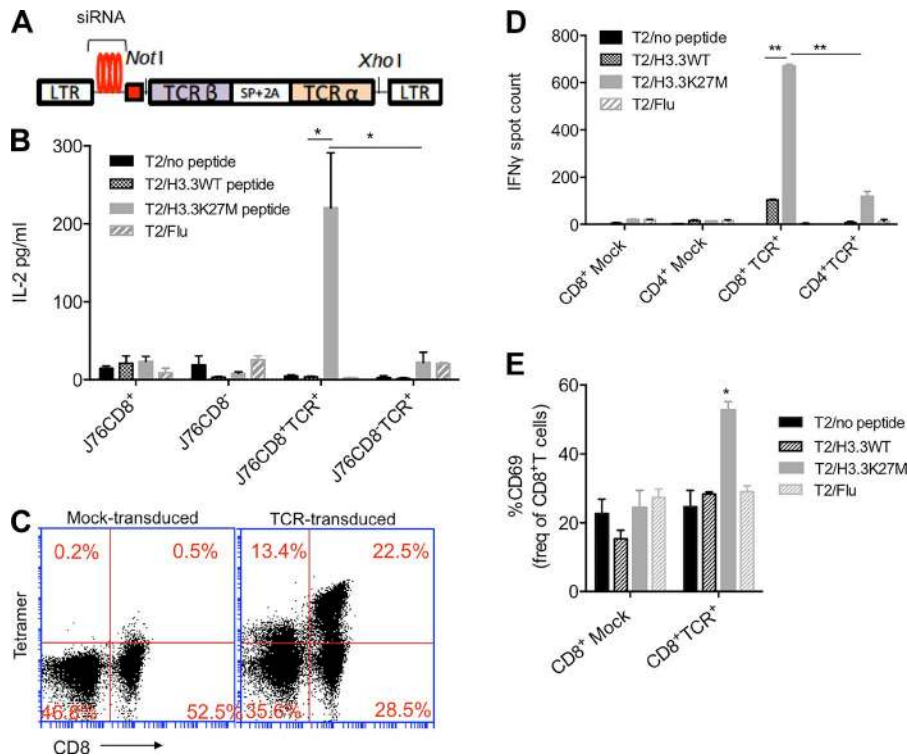 A
siRNA
Not I
Xho I
LTR
TCR β
SP+2A
TCR α
LTR
B
300
200
100
0
IL-2 pg/ml
T2/no peptide
T2/H3.3WT peptide
T2/H3.3K27M peptide
T2/Flu
*
*
J76CD8+
J76CD8-
J76CD8+TCR+
J76CD8-TCR+
C
Mock-transduced
TCR-transduced
0.2%
0.5%
13.4%
22.5%
46.8%
52.5%
35.6%
28.5%
Tetramer
CD8
D
800
600
400
200
0
IFNγ spot count
T2/no peptide
T2/H3.3WT
T2/H3.3K27M
T2/Flu
**
**
CD8+ Mock
CD4+ Mock
CD8+ TCR+
CD4+TCR+
E
60
40
20
0
%CD69
(freq of CD8+T cells)
*
T2/no peptide
T2/H3.3WT
T2/H3.3K27M
T2/Flu
CD8+ Mock
CD8+TCR+